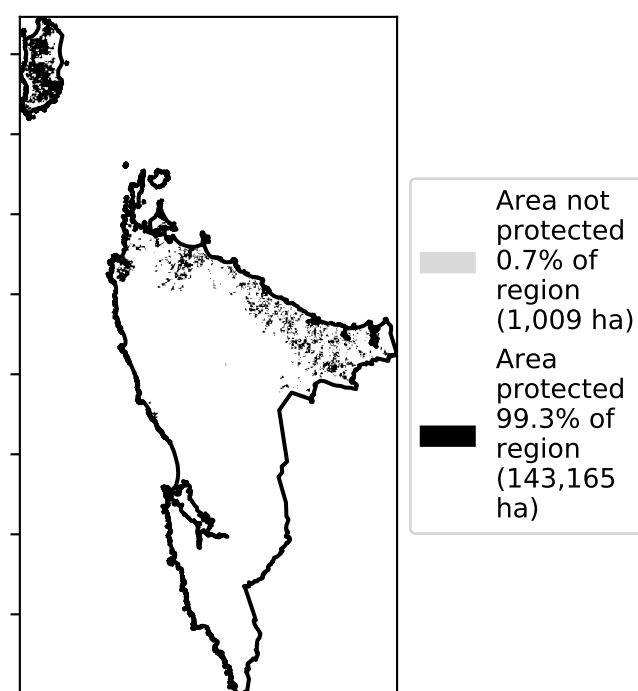 Area not
protected
0.7% of
region
(1,009 ha)
Area
protected
99.3% of
region
(143,165
ha)